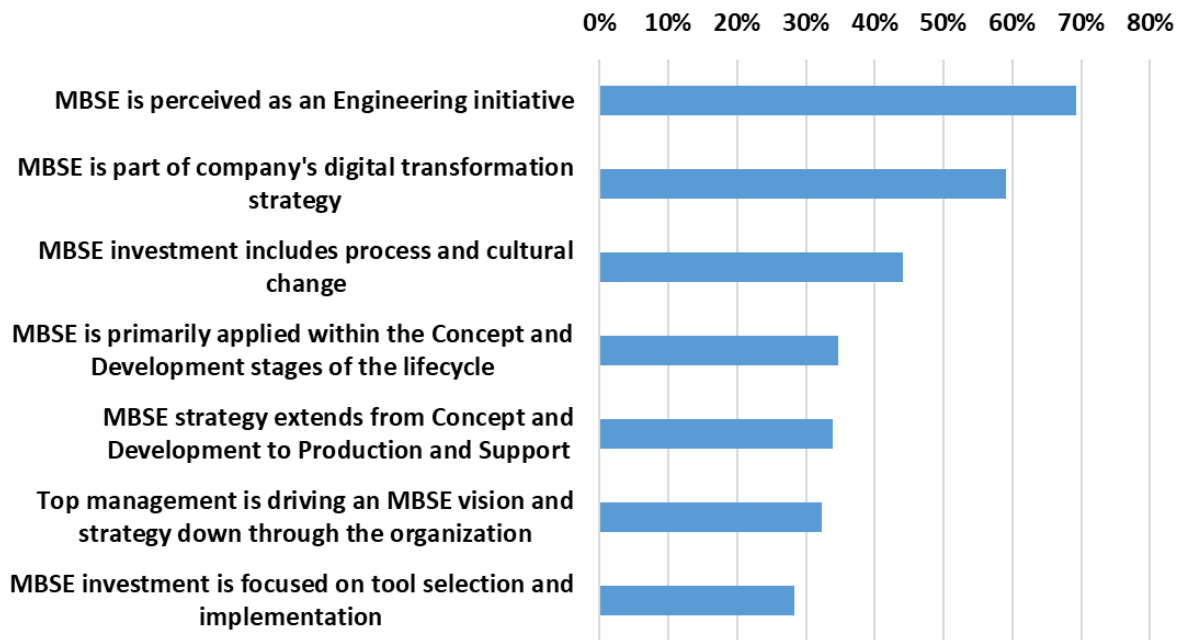 0% 10% 20% 30% 40% 50% 60% 70% 80%
MBSE is perceived as an Engineering initiative
MBSE is part of company's digital transformation
strategy
MBSE investment includes process and cultural
change
MBSE is primarily applied within the Concept and
Development stages of the lifecycle
MBSE strategy extends from Concept and
Development to Production and Support
Top management is driving an MBSE vision and
strategy down through the organization
MBSE investment is focused on tool selection and
implementation